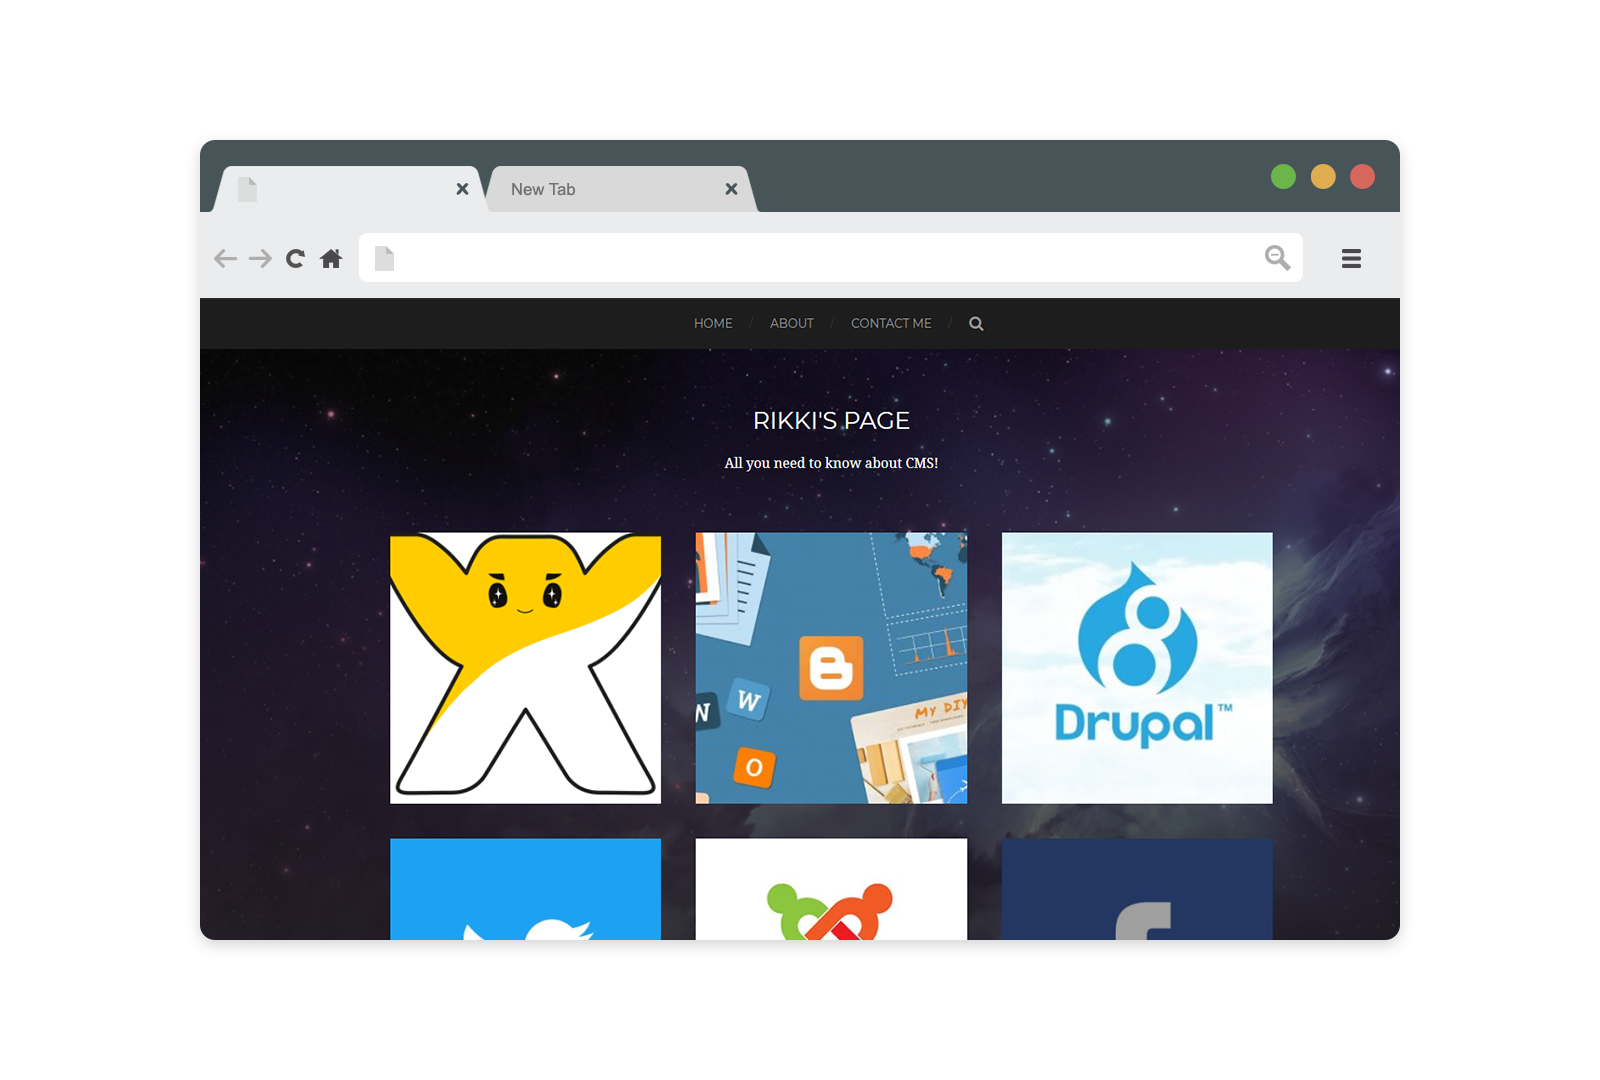 New Tab
HOME / ABOUT / CONTACT ME /
RIKKI'S PAGE
All you need to know about CMS!
B
W
N
MY DIY
O
Drupal™
f